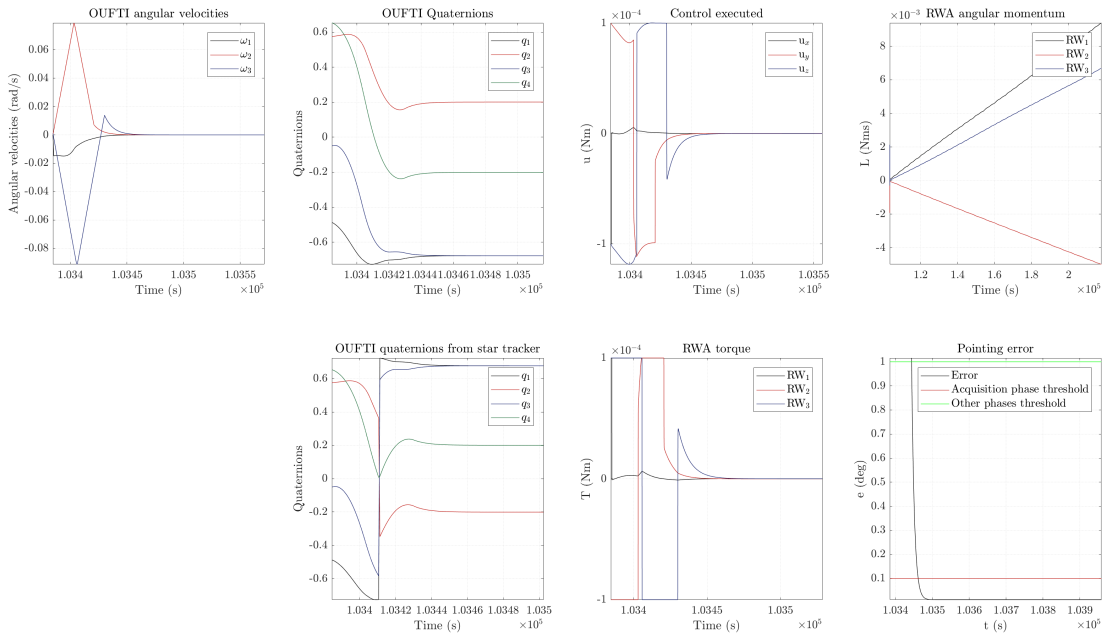 OUFTI angular velocities
0.06
0.04
0.02
0
-0.02
-0.04
-0.06
-0.08
Angular velocities (rad/s)
ω1
ω2
ω3
1.034 1.0345 1.035 1.0355
Time (s)
×10^5
OUFTI Quaternions
0.6
0.4
0.2
0
-0.2
-0.4
-0.6
Quaternions
q1
q2
q3
q4
1.034 1.0342 1.0344 1.0346 1.0348 1.035
Time (s)
×10^5
Control executed
×10^-4
1
0
-1
u (Nm)
ux
uy
uz
1.034 1.0345 1.035 1.0355
Time (s)
×10^5
RWA angular momentum
×10^-3
8
6
4
2
0
-2
-4
L (Nms)
RW1
RW2
RW3
1.2 1.4 1.6 1.8 2
Time (s)
×10^5
OUFTI quaternions from star tracker
0.6
0.4
0.2
0
-0.2
-0.4
-0.6
Quaternions
q1
q2
q3
q4
1.034 1.0342 1.0344 1.0346 1.0348 1.035
Time (s)
×10^5
RWA torque
×10^-4
1
0
-1
T (Nm)
RW1
RW2
RW3
1.034 1.0345 1.035
Time (s)
×10^5
Pointing error
1
0.9
0.8
0.7
0.6
0.5
0.4
0.3
0.2
0.1
e (deg)
Error
Acquisition phase threshold
Other phases threshold
1.034 1.035 1.036 1.037 1.038 1.039
t (s)
×10^5